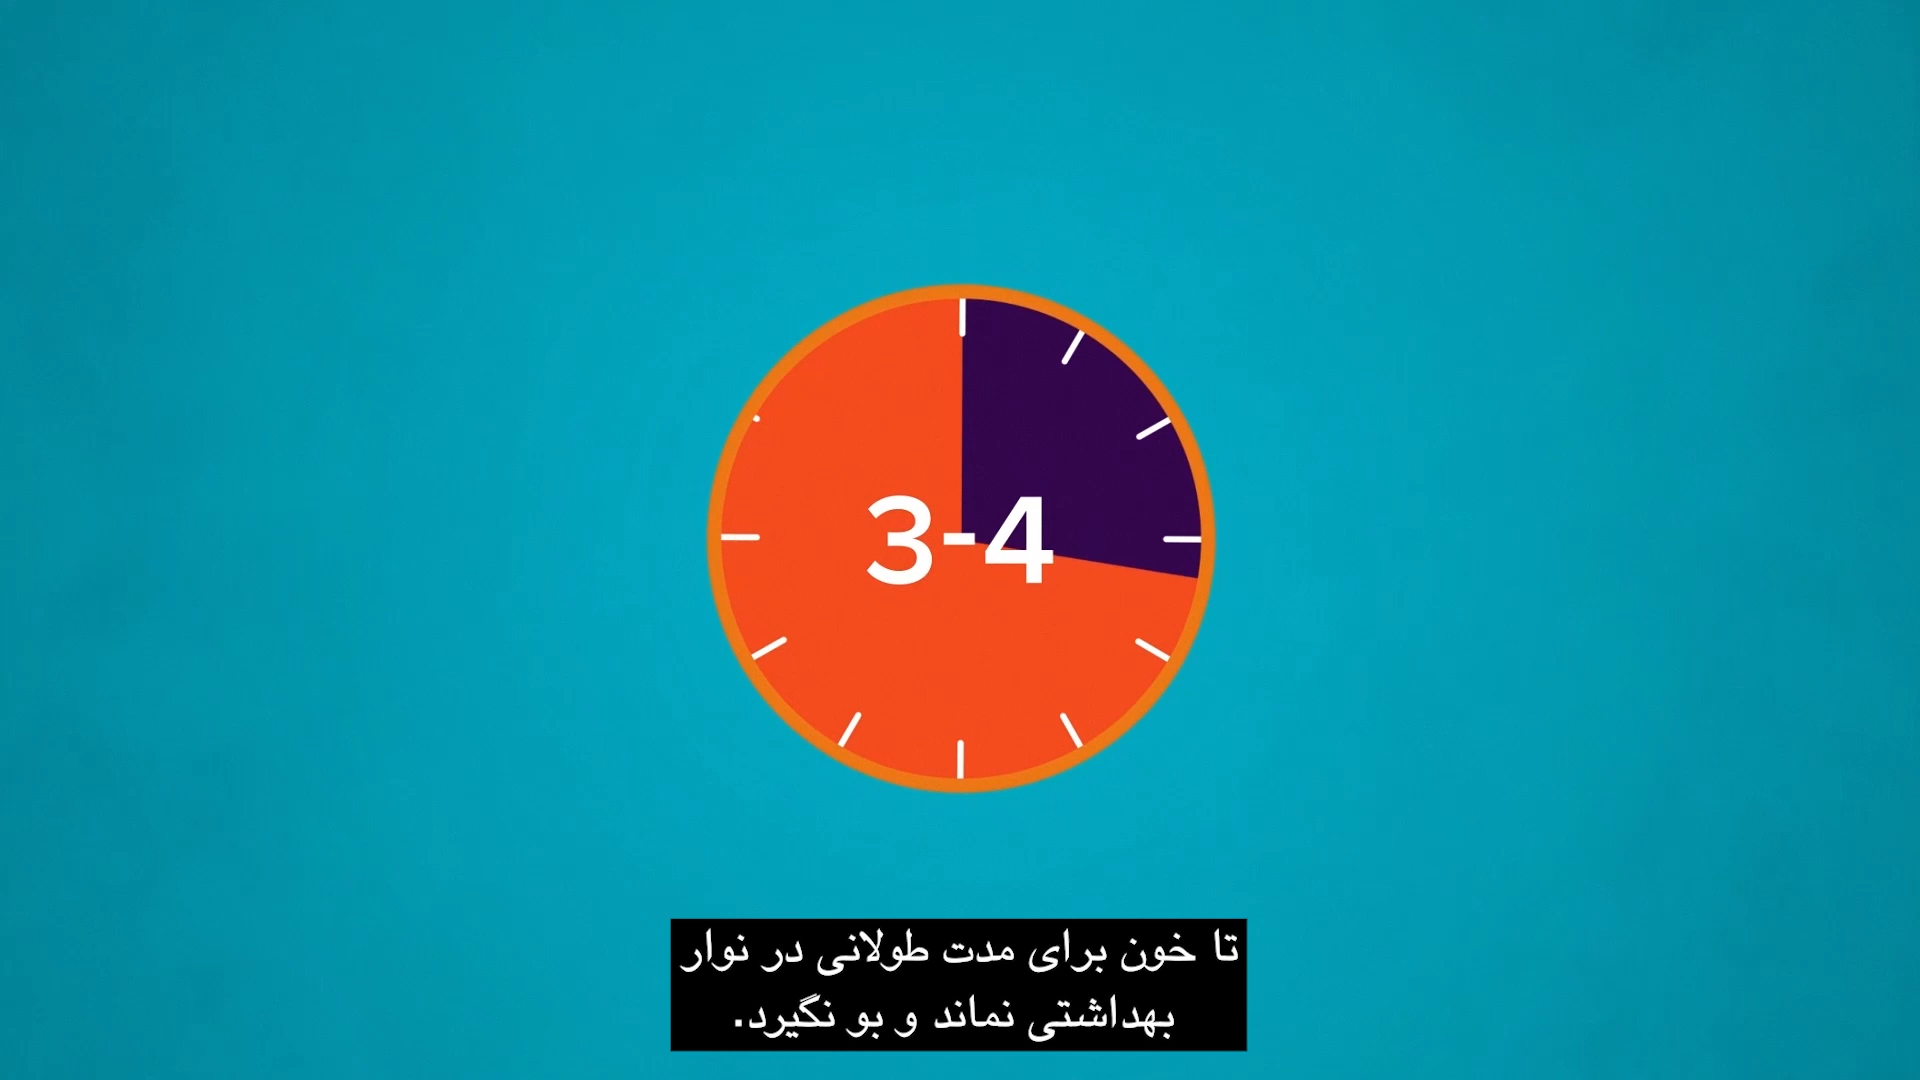 3-4
تا خون برای مدت طولانی در نوار
بهداشتی نماند و بو نگیرد.